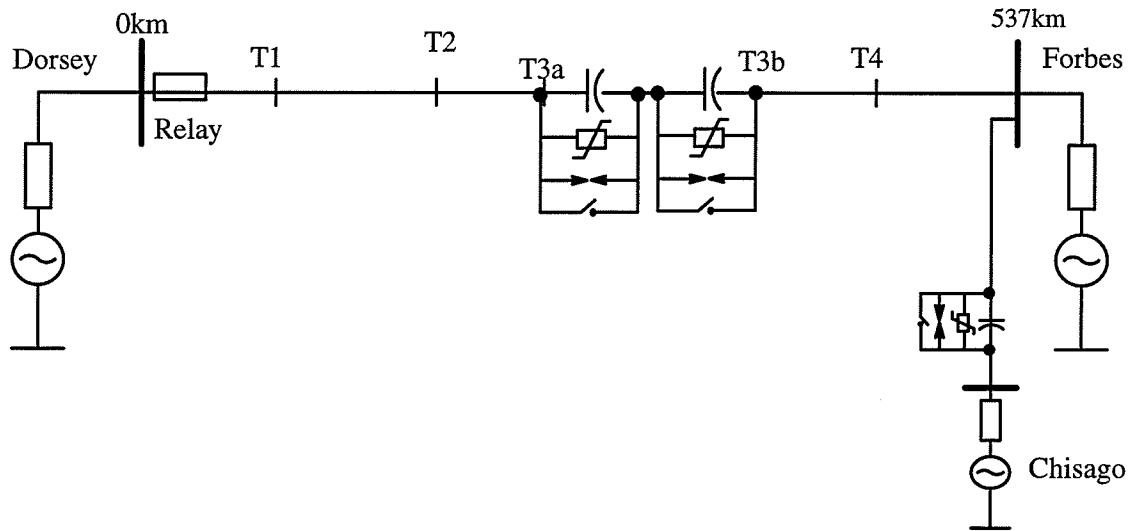 0km
537km
Dorsey
T1
T2
T3a
T3b
T4
Forbes
Relay
Chisago